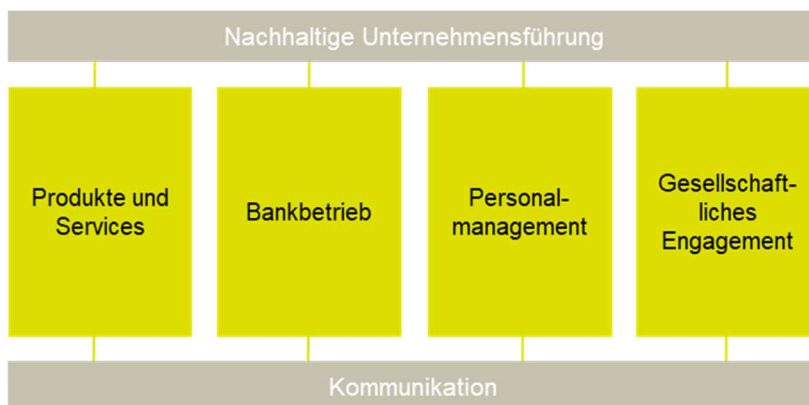 Nachhaltige Unternehmensführung
Produkte und
Services
Bankbetrieb
Personal-
management
Gesellschaft-
liches
Engagement
Kommunikation